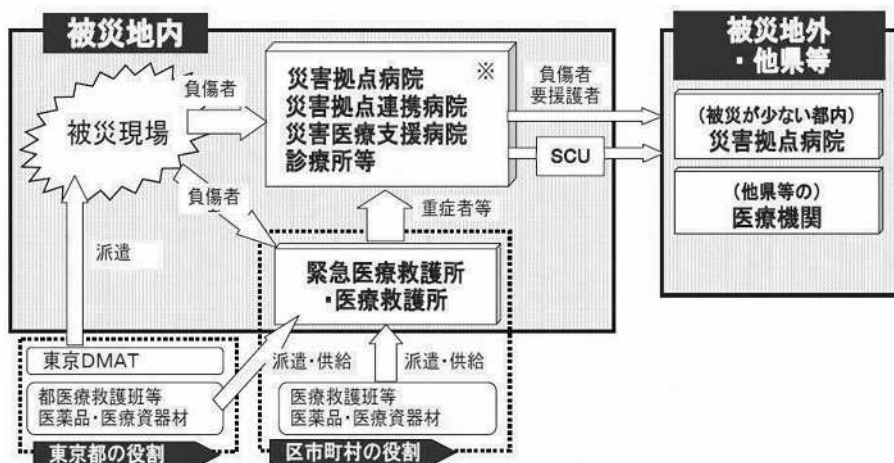 被災地内
被災現場
負傷者
負傷者
派遣
災害拠点病院 ※
災害拠点連携病院
災害医療支援病院
診療所等
重症者等
緊急医療救護所
・医療救護所
負傷者
要援護者
SCU
被災地外
・他県等
(被災が少ない都内)
災害拠点病院
(他県等の)
医療機関
東京DMAT
都医療救護班等
医薬品・医療資器材
東京都の役割
派遣・供給
派遣・供給
医療救護班等
医薬品・医療資器材
区市町村の役割